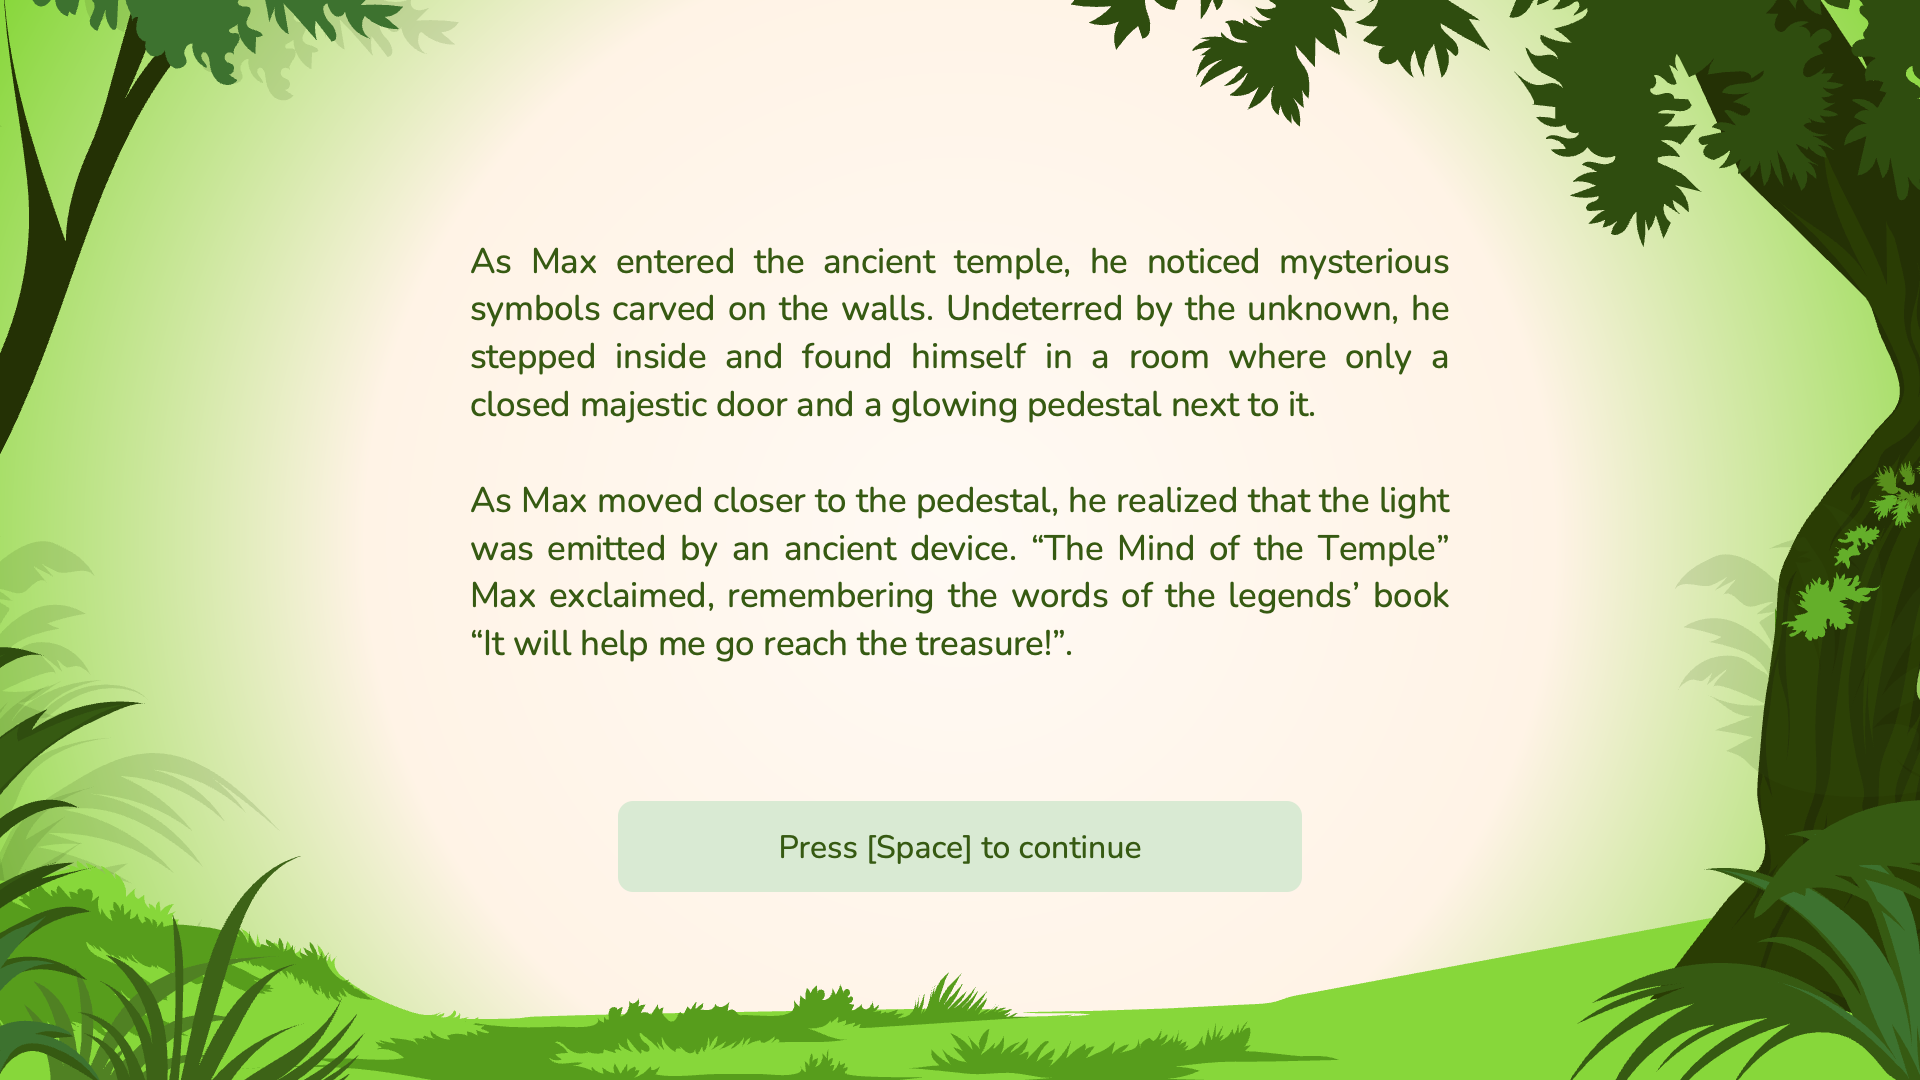 As Max entered the ancient temple, he noticed mysterious
symbols carved on the walls. Undeterred by the unknown, he
stepped inside and found himself in a room where only a
closed majestic door and a glowing pedestal next to it.
As Max moved closer to the pedestal, he realized that the light
was emitted by an ancient device. “The Mind of the Temple”
Max exclaimed, remembering the words of the legends’ book
“It will help me go reach the treasure!”.
Press [Space] to continue